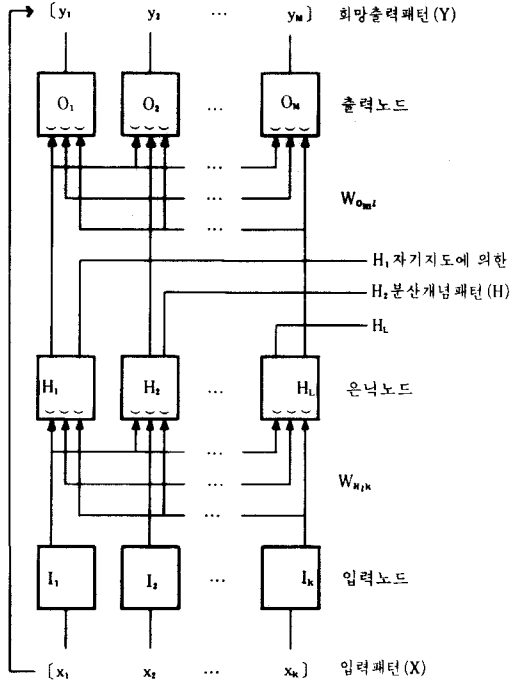 [y₁ y₂ … y_M] 희망출력패턴(Y)
O₁ O₂ … O_M 출력노드
…
… W_Oml
…
H₁ 자기지도에 의한
H₂ 분산개념패턴(H)
H_L
H₁ H₂ … H_L 은닉노드
…
… W_Hlk
…
I₁ I₂ … I_k 입력노드
[x₁ x₂ … x_k] 입력패턴(X)